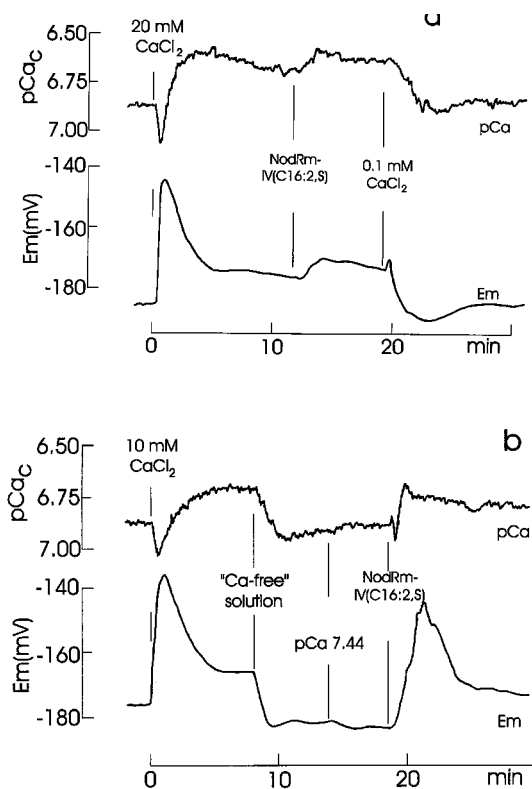 a
6.50
20 mM
CaCl2
pCaC
6.75
7.00
pCa
-140
NodRm-
IV(C16:2,S)
0.1 mM
CaCl2
Em(mV)
-160
-180
Em
0
10
20
min
b
6.50
10 mM
CaCl2
pCaC
6.75
7.00
pCa
"Ca-free"
solution
NodRm-
IV(C16:2,S)
-140
pCa 7.44
Em(mV)
-160
-180
Em
0
10
20
min